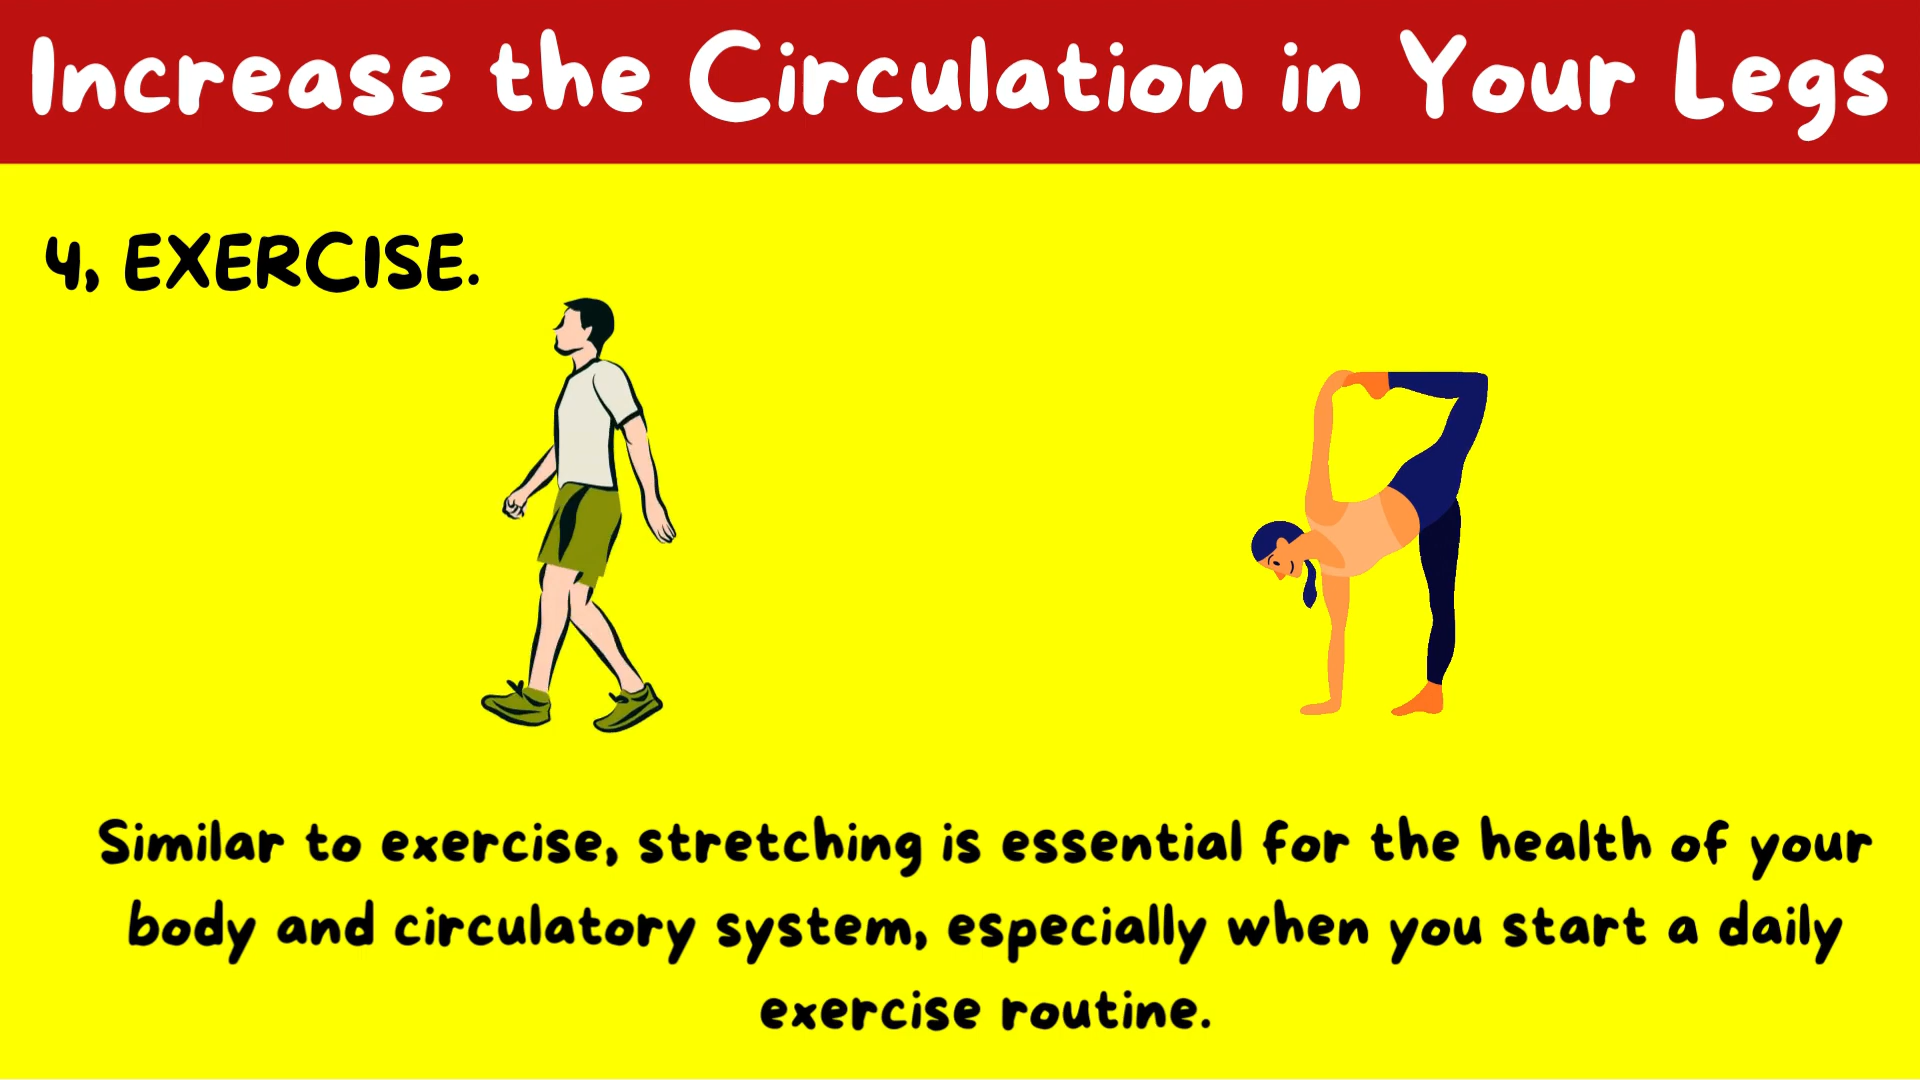 Increase the Circulation in Your Legs
4, EXERCISE.
Similar to exercise, stretching is essential for the health of your
body and circulatory system, especially when you start a daily
exercise routine.